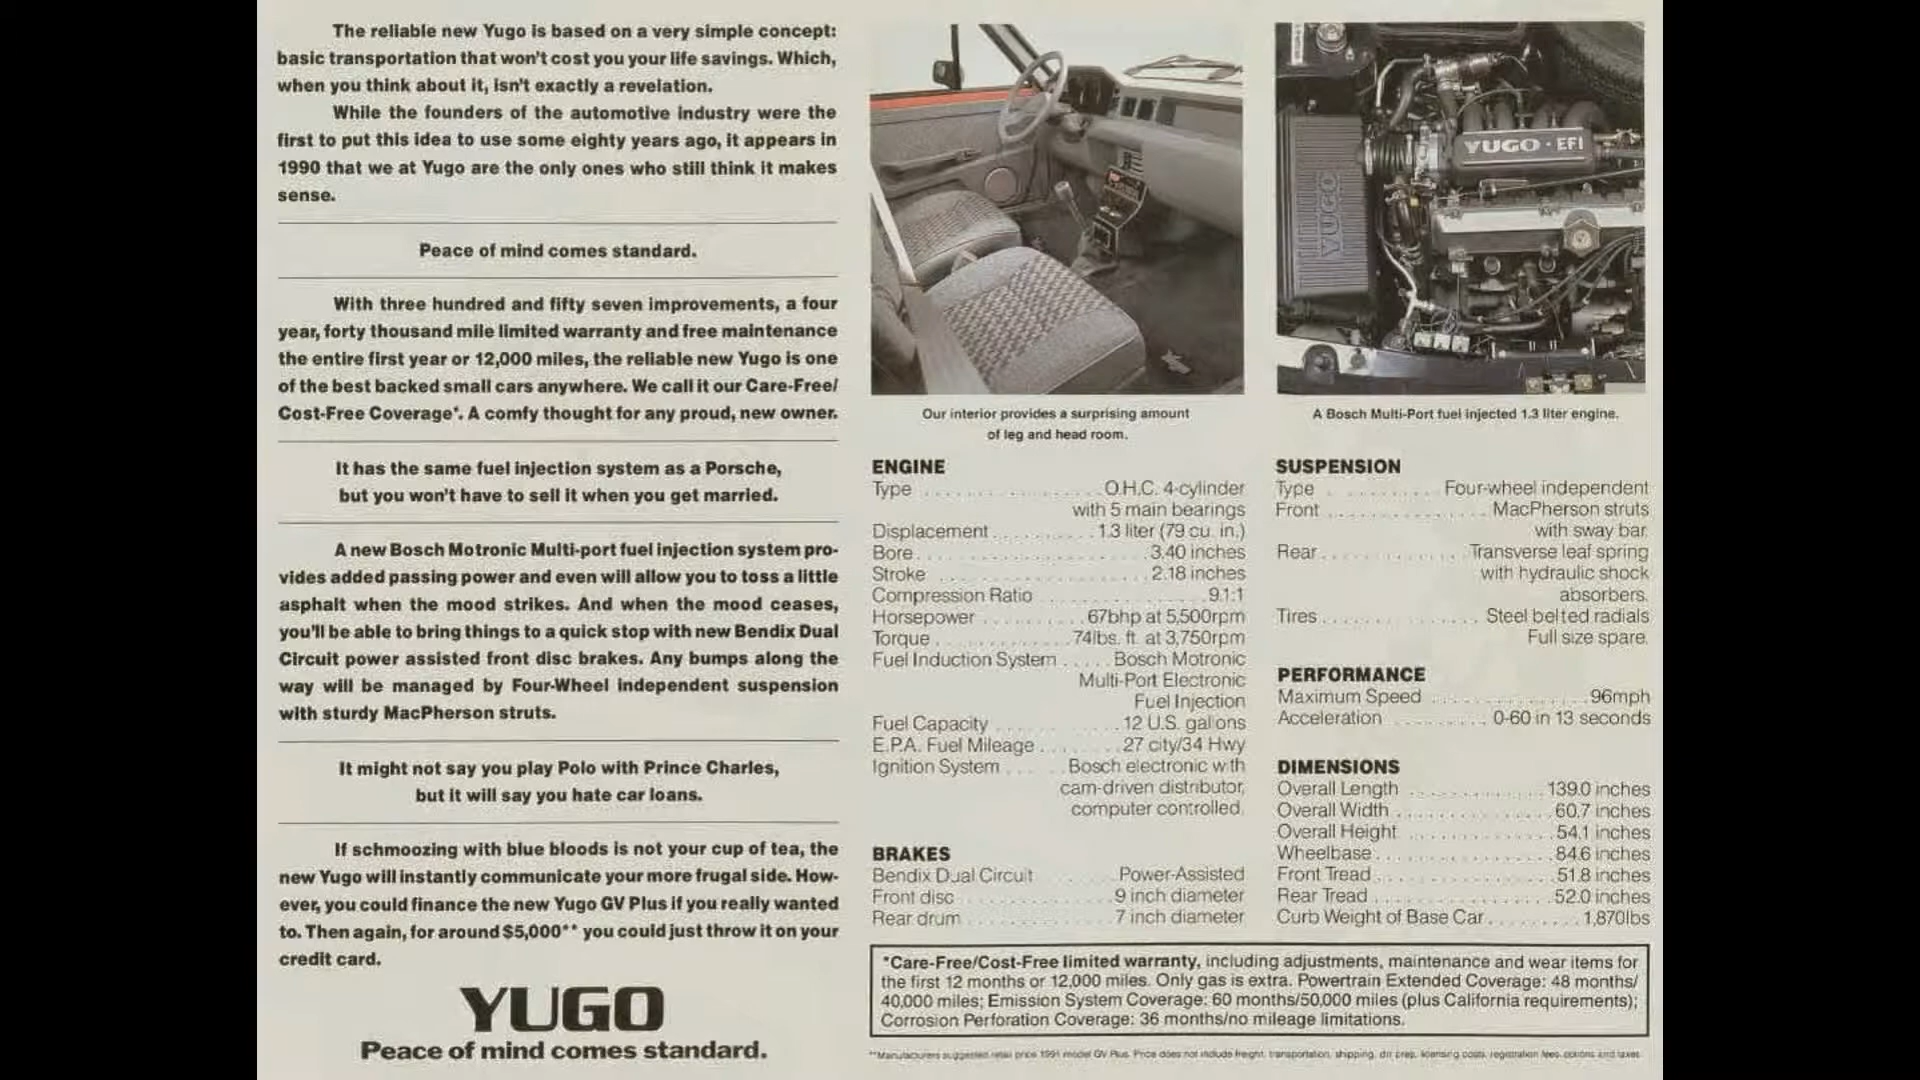 The reliable new Yugo is based on a very simple concept:
basic transportation that won't cost you your life savings. Which,
when you think about it, isn't exactly a revelation.
While the founders of the automotive industry were the
first to put this idea to use some eighty years ago, it appears in
1990 that we at Yugo are the only ones who still think it makes
sense.
Peace of mind comes standard.
With three hundred and fifty seven improvements, a four
year, forty thousand mile limited warranty and free maintenance
the entire first year or 12,000 miles, the reliable new Yugo is one
of the best backed small cars anywhere. We call it our Care-Free/
Cost-Free Coverage*. A comfy thought for any proud, new owner.
It has the same fuel injection system as a Porsche,
but you won't have to sell it when you get married.
A new Bosch Motronic Multi-port fuel injection system pro-
vides added passing power and even will allow you to toss a little
asphalt when the mood strikes. And when the mood ceases,
you'll be able to bring things to a quick stop with new Bendix Dual
Circuit power assisted front disc brakes. Any bumps along the
way will be managed by Four-Wheel independent suspension
with sturdy MacPherson struts.
It might not say you play Polo with Prince Charles,
but it will say you hate car loans.
If schmoozing with blue bloods is not your cup of tea, the
new Yugo will instantly communicate your more frugal side. How-
ever, you could finance the new Yugo GV Plus if you really wanted
to. Then again, for around $5,000** you could just throw it on your
credit card.
YUGO
Peace of mind comes standard.
Our interior provides a surprising amount
of leg and head room.
ENGINE
Type . . . . . . . . . . O.H.C. 4-cylinder
with 5 main bearings
Displacement . . . . . . . . . . 1.3 liter (79 cu. in.)
Bore . . . . . . . . . . 3.40 inches
Stroke . . . . . . . . . . 2.18 inches
Compression Ratio . . . . . . . . . . 9.1:1
Horsepower . . . . . . . . . . 67bhp at 5,500rpm
Torque . . . . . . . . . . 74lbs. ft. at 3,750rpm
Fuel Induction System . . . . . Bosch Motronic
Multi-Port Electronic
Fuel Injection
Fuel Capacity . . . . . . . . . . 12 U.S. gallons
E.P.A. Fuel Mileage . . . . . . . . 27 city/34 Hwy
Ignition System . . . . . . Bosch electronic with
cam-driven distributor,
computer controlled.
BRAKES
Bendix Dual Circuit . . . . . . . Power-Assisted
Front disc . . . . . . . . . . 9 inch diameter
Rear drum . . . . . . . . . . 7 inch diameter
YUGO · EFI
YUGO
A Bosch Multi-Port fuel injected 1.3 liter engine.
SUSPENSION
Type . . . . . . . . . . Four-wheel independent
Front . . . . . . . . . . MacPherson struts
with sway bar.
Rear . . . . . . . . . . Transverse leaf spring
with hydraulic shock
absorbers.
Tires . . . . . . . . . . Steel belted radials
Full size spare.
PERFORMANCE
Maximum Speed . . . . . . . . . . 96mph
Acceleration . . . . . . . . . 0-60 in 13 seconds
DIMENSIONS
Overall Length . . . . . . . . . . 139.0 inches
Overall Width . . . . . . . . . . 60.7 inches
Overall Height . . . . . . . . . . 54.1 inches
Wheelbase . . . . . . . . . . 84.6 inches
Front Tread . . . . . . . . . . 51.8 inches
Rear Tread . . . . . . . . . . 52.0 inches
Curb Weight of Base Car . . . . . . . . . 1,870lbs
*Care-Free/Cost-Free limited warranty, including adjustments, maintenance and wear items for
the first 12 months or 12,000 miles. Only gas is extra. Powertrain Extended Coverage: 48 months/
40,000 miles; Emission System Coverage: 60 months/50,000 miles (plus California requirements);
Corrosion Perforation Coverage: 36 months/no mileage limitations.
**Manufacturers suggested retail price 1991 model GV Plus. Price does not include freight, transportation, shipping, dlr prep, licensing costs, registration fees, options and taxes.